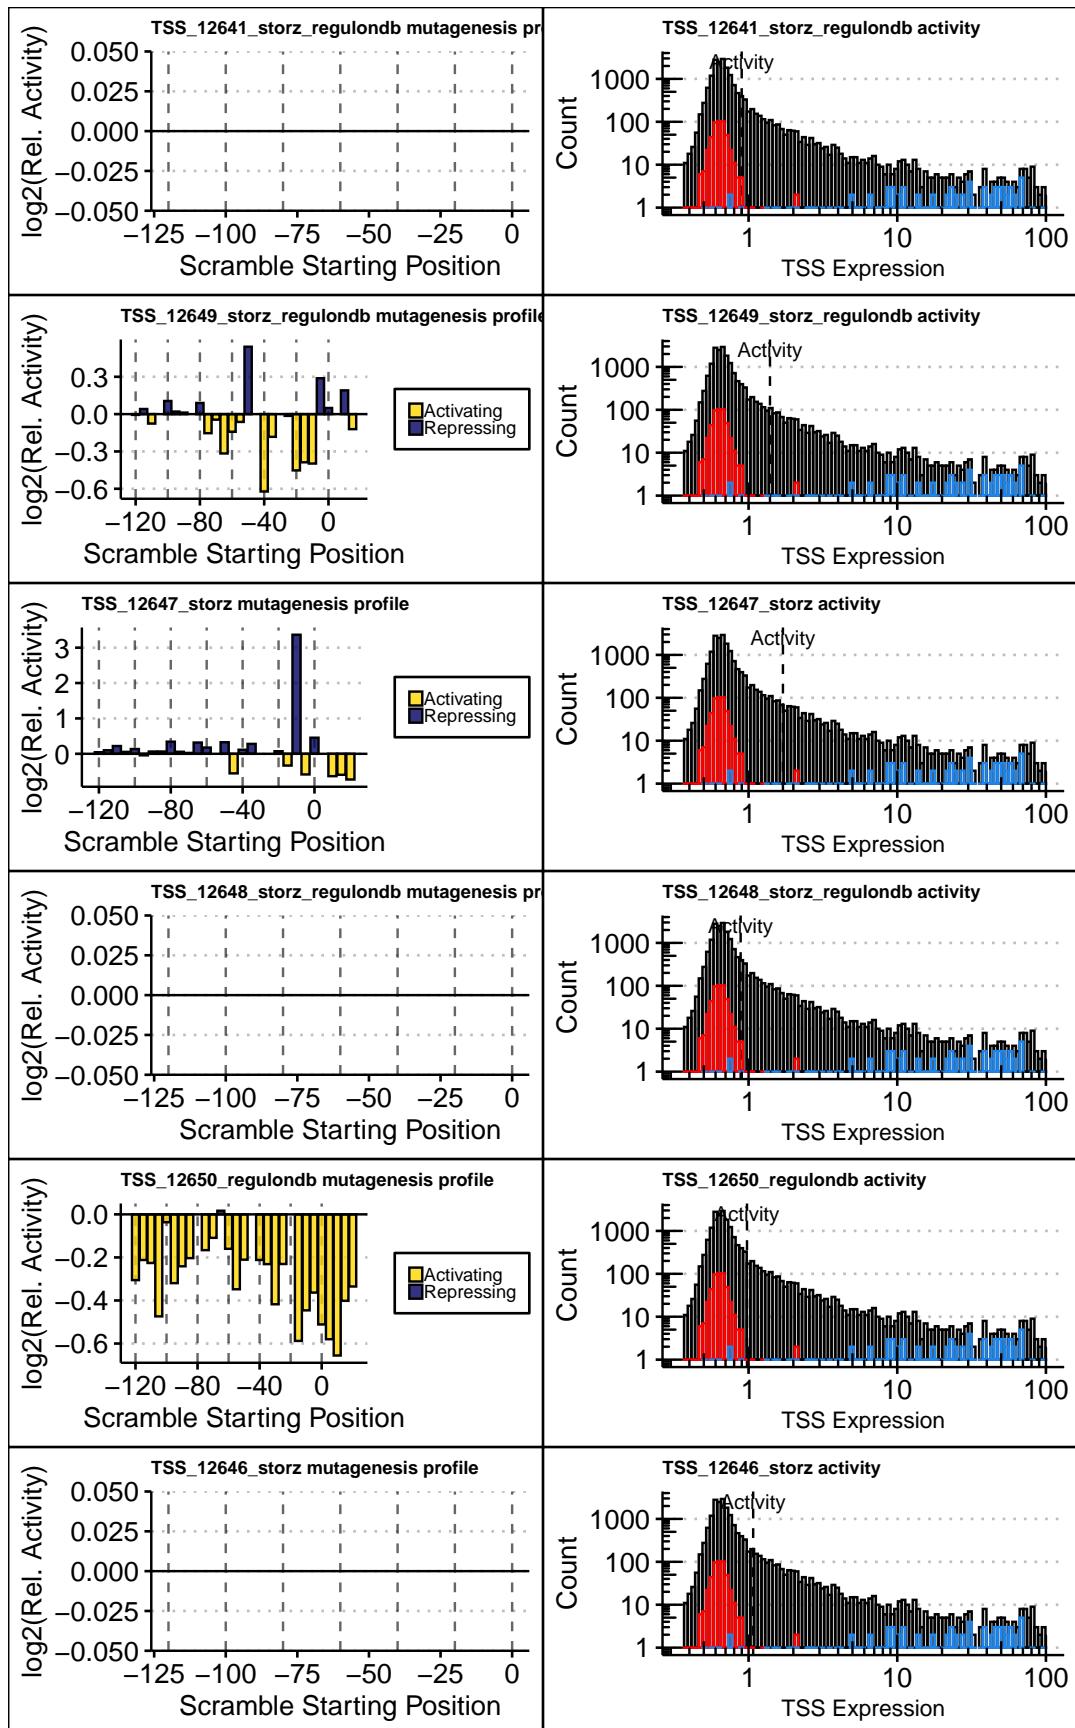 TSS_12641_storz_regulondb mutagenesis pr
log2(Rel. Activity)
0.050
0.025
0.000
−0.025
−0.050
−125 −100 −75 −50 −25 0
Scramble Starting Position
TSS_12641_storz_regulondb activity
Activity
Count
1000
100
10
1
1 10 100
TSS Expression
TSS_12649_storz_regulondb mutagenesis profile
log2(Rel. Activity)
0.3
0.0
−0.3
−0.6
−120 −80 −40 0
Scramble Starting Position
Activating
Repressing
TSS_12649_storz_regulondb activity
Activity
Count
1000
100
10
1
1 10 100
TSS Expression
TSS_12647_storz mutagenesis profile
log2(Rel. Activity)
3
2
1
0
−120 −80 −40 0
Scramble Starting Position
Activating
Repressing
TSS_12647_storz activity
Activity
Count
1000
100
10
1
1 10 100
TSS Expression
TSS_12648_storz_regulondb mutagenesis pr
log2(Rel. Activity)
0.050
0.025
0.000
−0.025
−0.050
−125 −100 −75 −50 −25 0
Scramble Starting Position
TSS_12648_storz_regulondb activity
Activity
Count
1000
100
10
1
1 10 100
TSS Expression
TSS_12650_regulondb mutagenesis profile
log2(Rel. Activity)
0.0
−0.2
−0.4
−0.6
−120 −80 −40 0
Scramble Starting Position
Activating
Repressing
TSS_12650_regulondb activity
Activity
Count
1000
100
10
1
1 10 100
TSS Expression
TSS_12646_storz mutagenesis profile
log2(Rel. Activity)
0.050
0.025
0.000
−0.025
−0.050
−125 −100 −75 −50 −25 0
Scramble Starting Position
TSS_12646_storz activity
Activity
Count
1000
100
10
1
1 10 100
TSS Expression